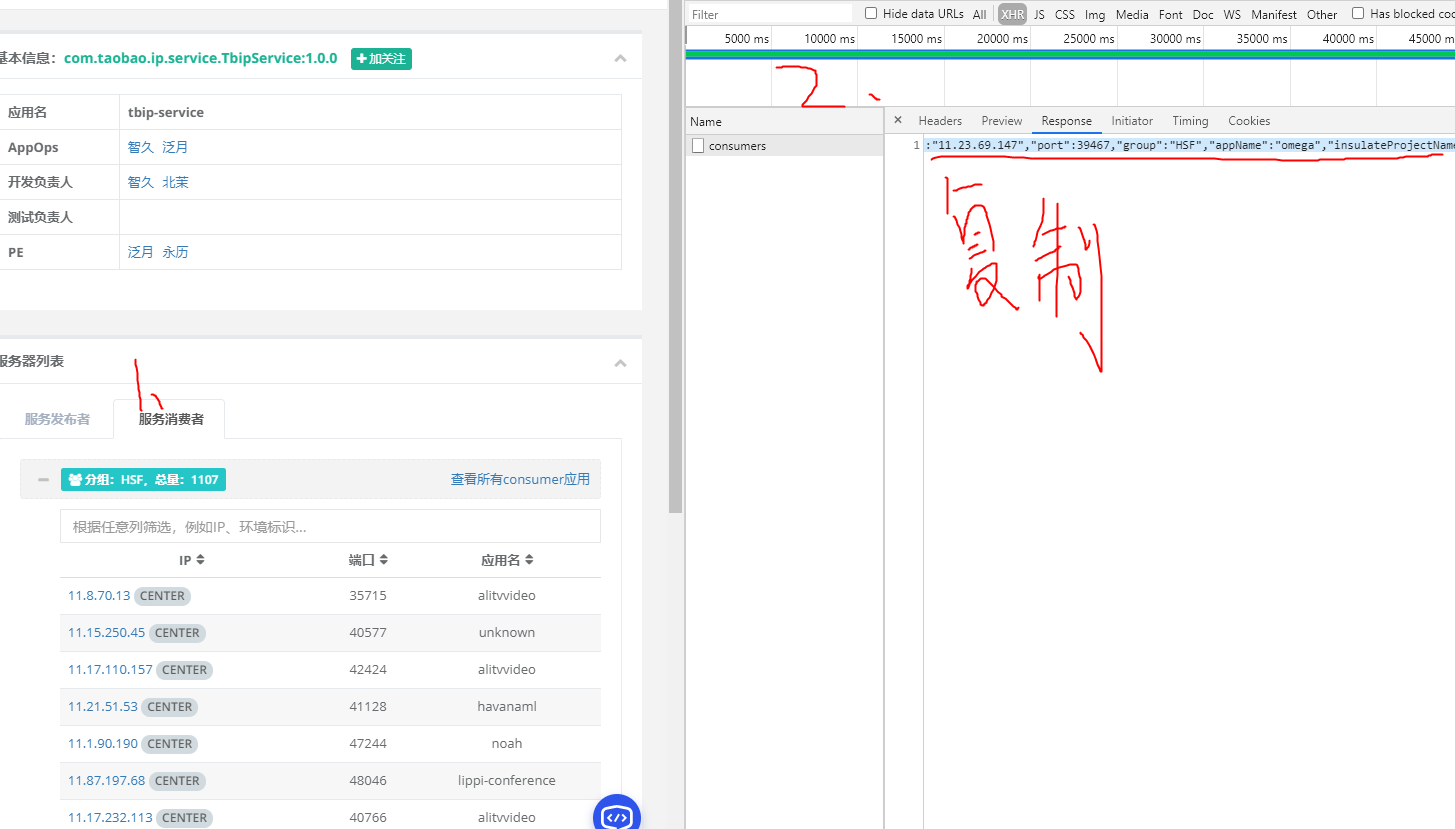 基本信息：com.taobao.ip.service.TbipService:1.0.0 加关注
应用名 tbip-service
AppOps 智久 泛月
开发负责人 智久 北茉
测试负责人
PE 泛月 永历
服务器列表
1、
服务发布者 服务消费者
分组：HSF，总量：1107 查看所有consumer应用
根据任意列筛选，例如IP、环境标识...
IP 端口 应用名
11.8.70.13 CENTER 35715 alitvvideo
11.15.250.45 CENTER 40577 unknown
11.17.110.157 CENTER 42424 alitvvideo
11.21.51.53 CENTER 41128 havanaml
11.1.90.190 CENTER 47244 noah
11.87.197.68 CENTER 48046 lippi-conference
11.17.232.113 CENTER 40766 alitvvideo
Filter Hide data URLs All XHR JS CSS Img Media Font Doc WS Manifest Other Has blocked coo
5000 ms 10000 ms 15000 ms 20000 ms 25000 ms 30000 ms 35000 ms 40000 ms 45000 m
2、
Name × Headers Preview Response Initiator Timing Cookies
consumers
1 :"11.23.69.147","port":39467,"group":"HSF","appName":"omega","insulateProjectName
复制